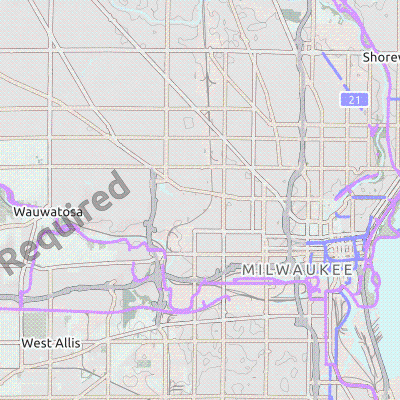 Shorew
21
Wauwatosa
Required
MILWAUKEE
West Allis